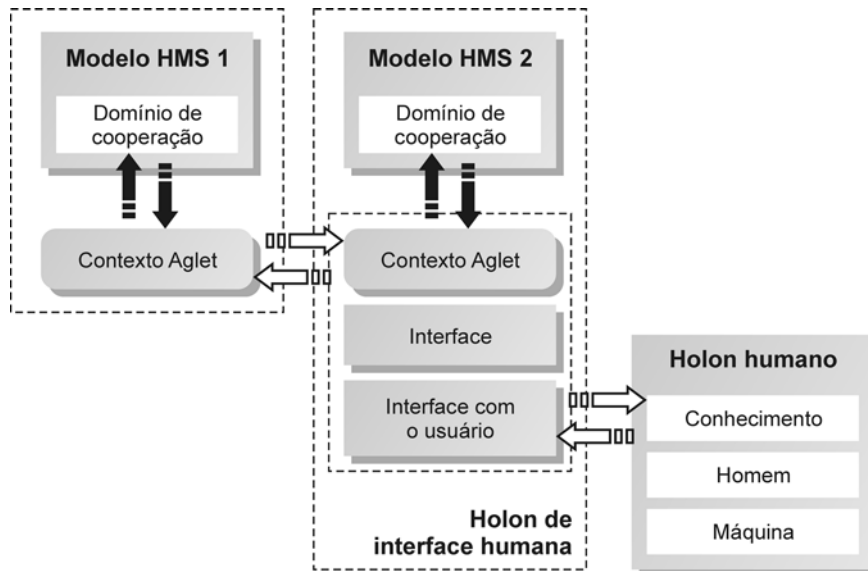 Modelo HMS 1
Domínio de
cooperação
Contexto Aglet
Modelo HMS 2
Domínio de
cooperação
Contexto Aglet
Interface
Interface com
o usuário
Holon de
interface humana
Holon humano
Conhecimento
Homem
Máquina